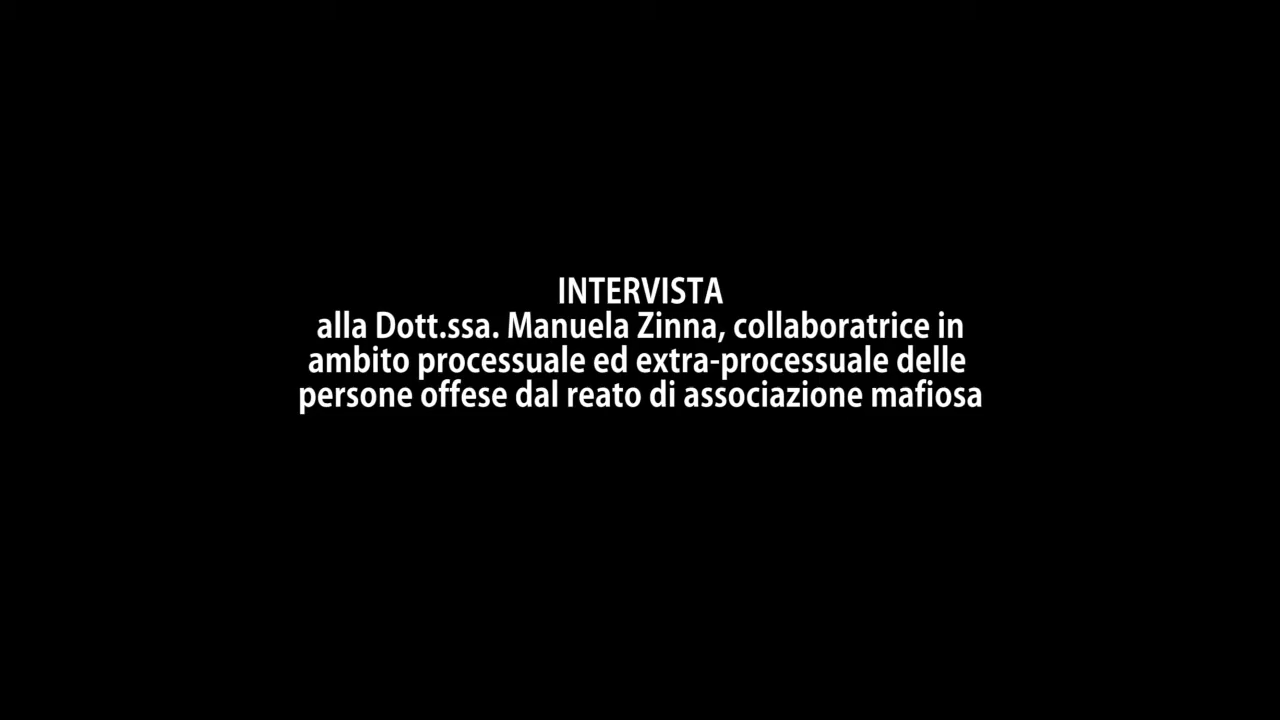 INTERVISTA
alla Dott.ssa. Manuela Zinna, collaboratrice in
ambito processuale ed extra-processuale delle
persone offese dal reato di associazione mafiosa